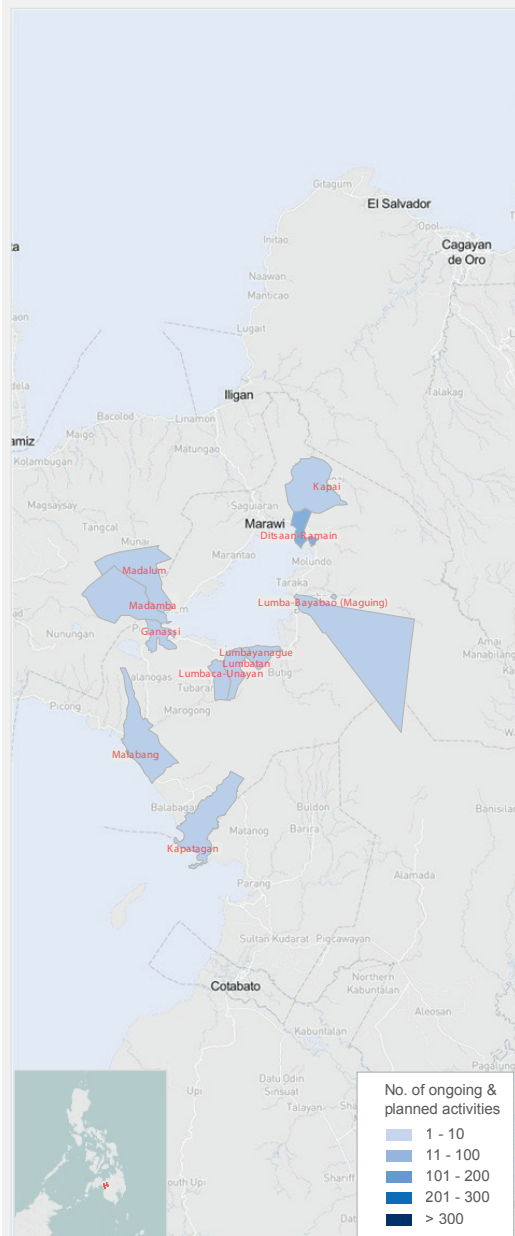 Gitagum
El Salvador
Opol
Cagayan
de Oro
Initao
ta
Naawan
Manticao
Lugait
Talakag
Iligan
Bacolod
Linamon
Maigo
amiz
Matungao
Kolambugan
Kapai
Magsaysay
Saguiaran
Tangcal
Marawi
Ditsaan-Ramain
Munai
Marantao
Molundo
Madalum
Taraka
Madamba
Lumba-Bayabao (Maguing)
Nunungan
Ganassi
Amai
Manabilang
Lumbayanague
Lumbatan
Lumbaca-Unayan
Butig
Tubaran
Picong
Marogong
Malabang
Balabagan
Buldon
Banisilan
Matanog
Barira
Kapatagan
Alamada
Parang
Sultan Kudarat
Pigcawayan
Northern
Kabuntalan
Cotabato
Aleosan
Kabuntalan
Pagalung
Datu Odin
Sinsuat
Upi
Talayan
outh Upi
No. of ongoing &
planned activities
1 - 10
11 - 100
101 - 200
201 - 300
> 300